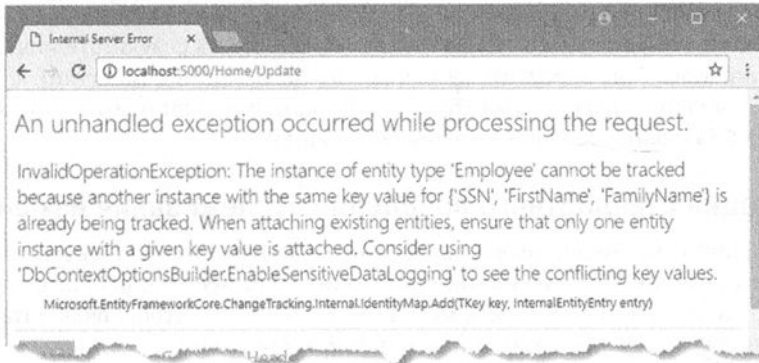 Internal Server Error
localhost:5000/Home/Update
An unhandled exception occurred while processing the request.
InvalidOperationException: The instance of entity type 'Employee' cannot be tracked
because another instance with the same key value for {'SSN', 'FirstName', 'FamilyName'} is
already being tracked. When attaching existing entities, ensure that only one entity
instance with a given key value is attached. Consider using
'DbContextOptionsBuilder.EnableSensitiveDataLogging' to see the conflicting key values.
Microsoft.EntityFrameworkCore.ChangeTracking.Internal.IdentityMap.Add(TKey key, InternalEntityEntry entry)